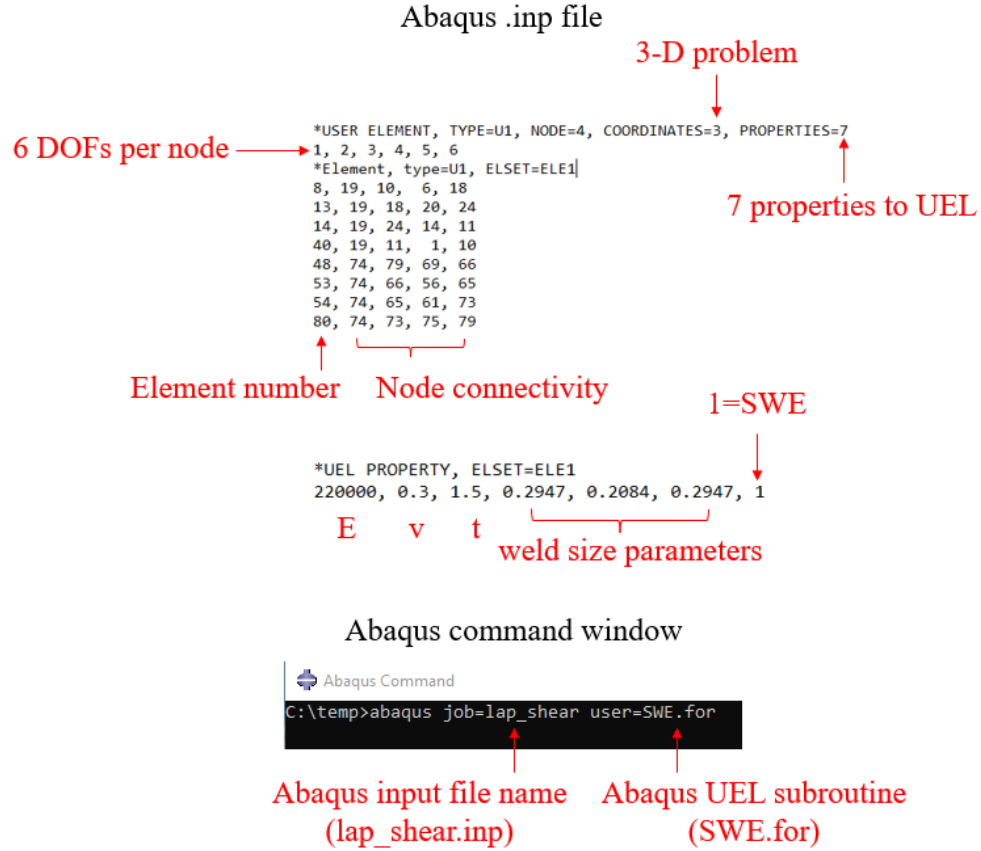 Abaqus .inp file
3-D problem
*USER ELEMENT, TYPE=U1, NODE=4, COORDINATES=3, PROPERTIES=7
6 DOFs per node
1, 2, 3, 4, 5, 6
*Element, type=U1, ELSET=ELE1
8, 19, 10, 6, 18
13, 19, 18, 20, 24
7 properties to UEL
14, 19, 24, 14, 11
40, 19, 11, 1, 10
48, 74, 79, 69, 66
53, 74, 66, 56, 65
54, 74, 65, 61, 73
80, 74, 73, 75, 79
Element number
Node connectivity
1=SWE
*UEL PROPERTY, ELSET=ELE1
220000, 0.3, 1.5, 0.2947, 0.2084, 0.2947, 1
E v t
weld size parameters
Abaqus command window
Abaqus Command
C:\temp>abaqus job=lap_shear user=SWE.for
Abaqus input file name
(lap_shear.inp)
Abaqus UEL subroutine
(SWE.for)